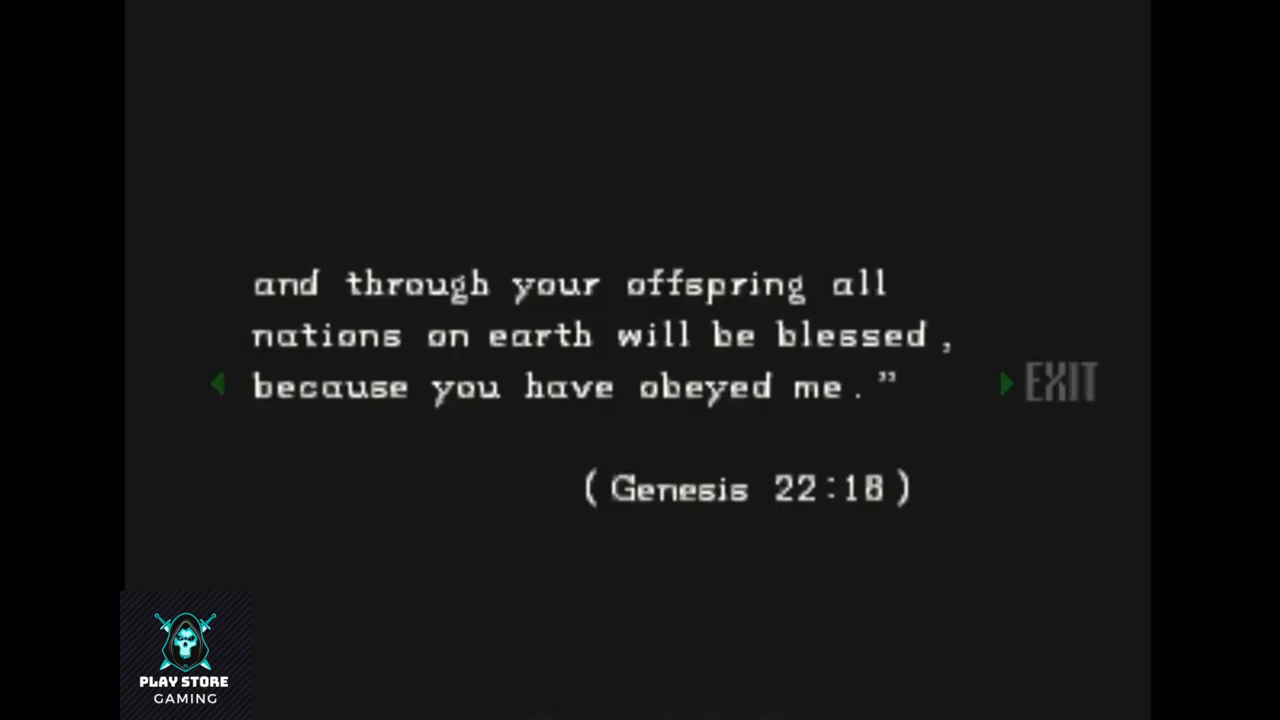 and through your offspring all
nations on earth will be blessed,
because you have obeyed me.”
EXIT
(Genesis 22:18)
PLAY STORE
GAMING